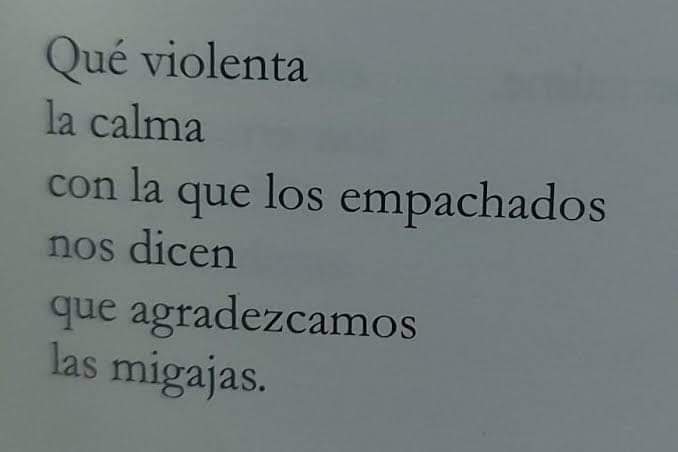 Qué violenta
la calma
con la que los empachados
nos dicen
que agradezcamos
las migajas.